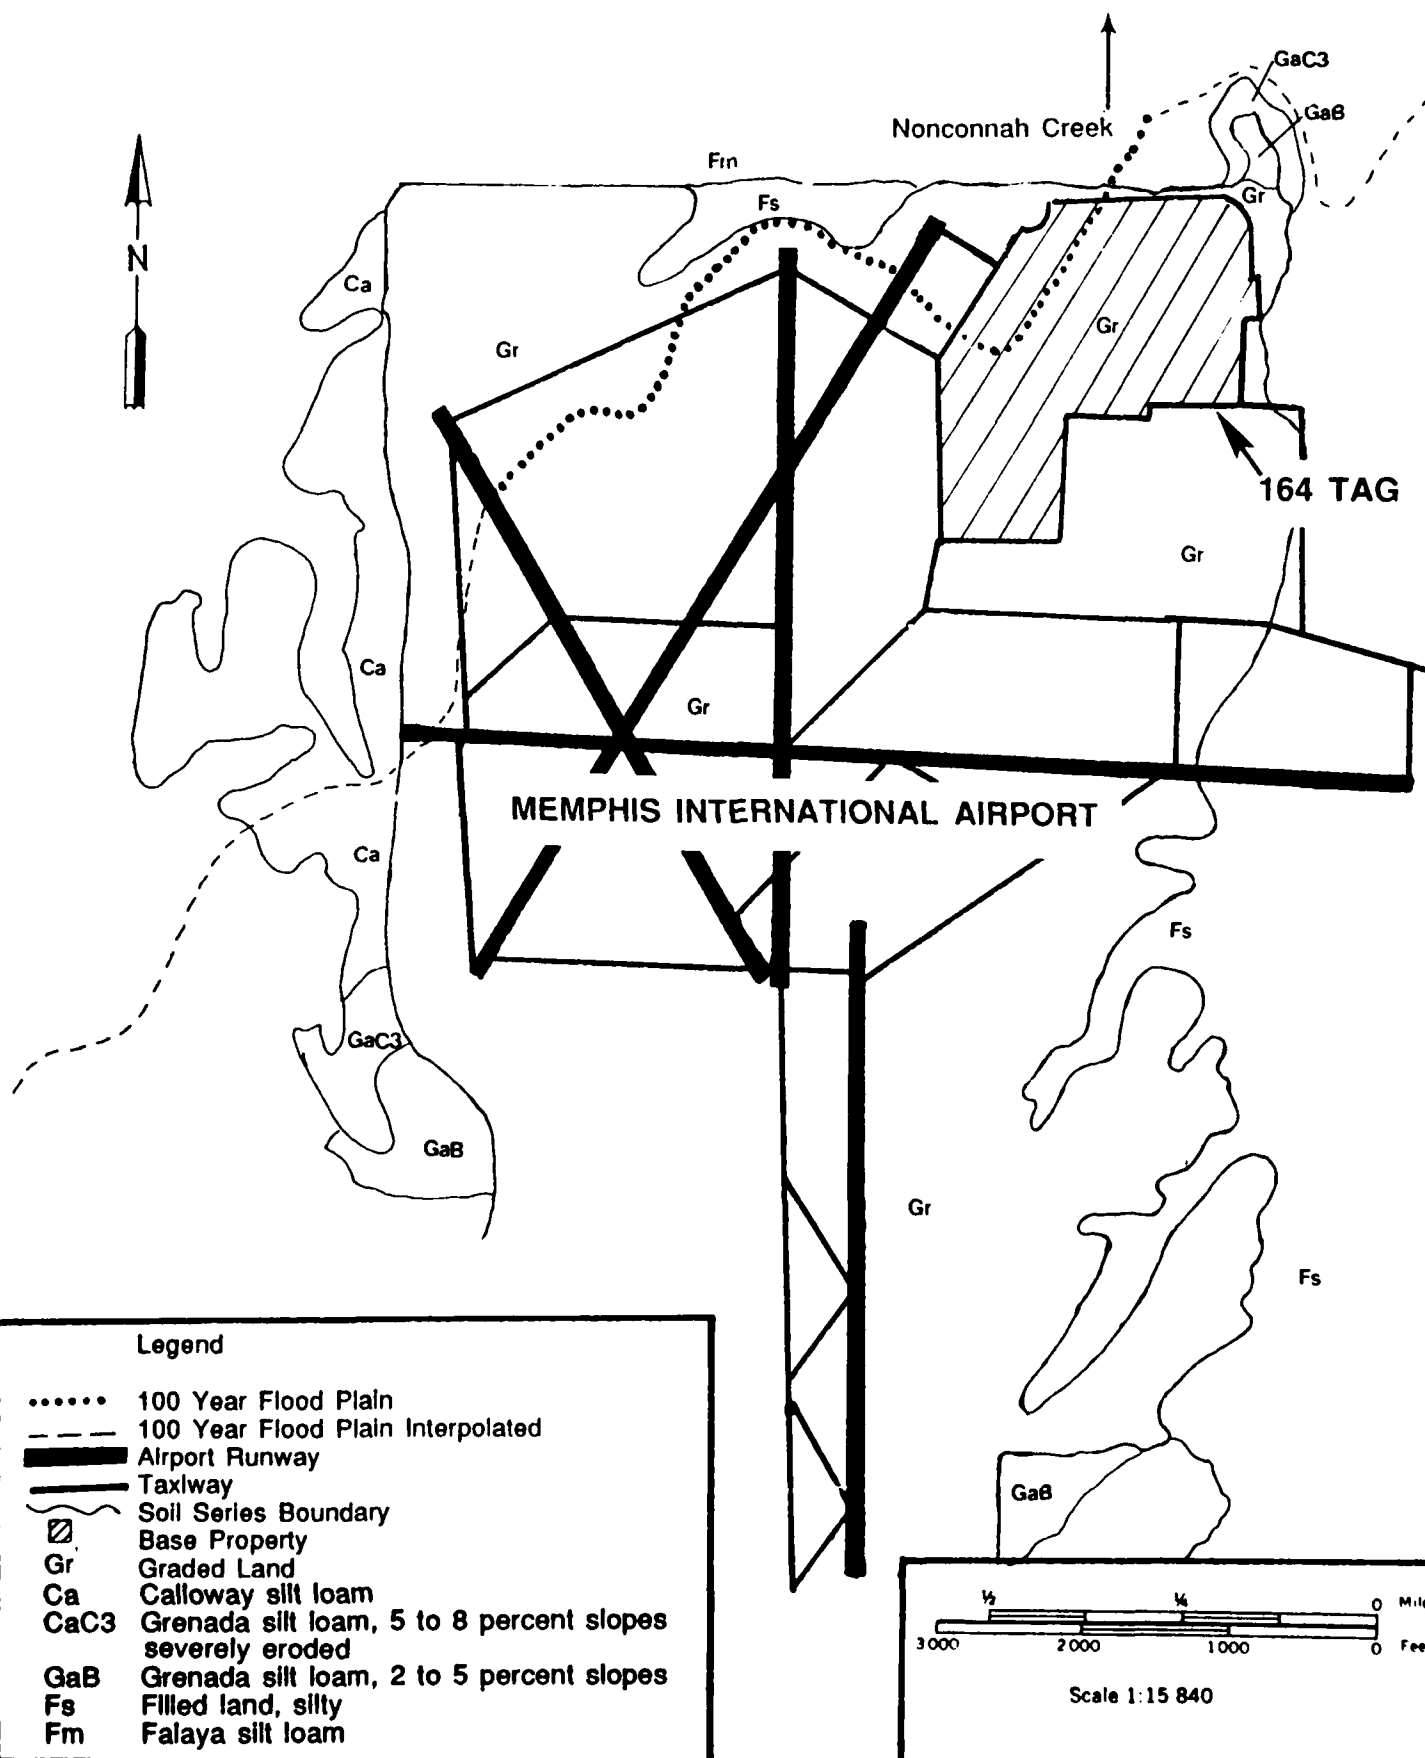 GaC3
GaB
Nonconnah Creek
Fm
Fs
Gr
N
Ca
Gr
Gr
164 TAG
Gr
Ca
Gr
MEMPHIS INTERNATIONAL AIRPORT
Ca
Fs
GaC3
GaB
Gr
Fs
GaB
Legend
100 Year Flood Plain
100 Year Flood Plain Interpolated
Airport Runway
Taxiway
Soil Series Boundary
Base Property
Gr Graded Land
Ca Calloway silt loam
CaC3 Grenada silt loam, 5 to 8 percent slopes
severely eroded
GaB Grenada silt loam, 2 to 5 percent slopes
Fs Filled land, silty
Fm Falaya silt loam
½ ¼ 0 Mile
3000 2000 1000 0 Fee
Scale 1:15 840